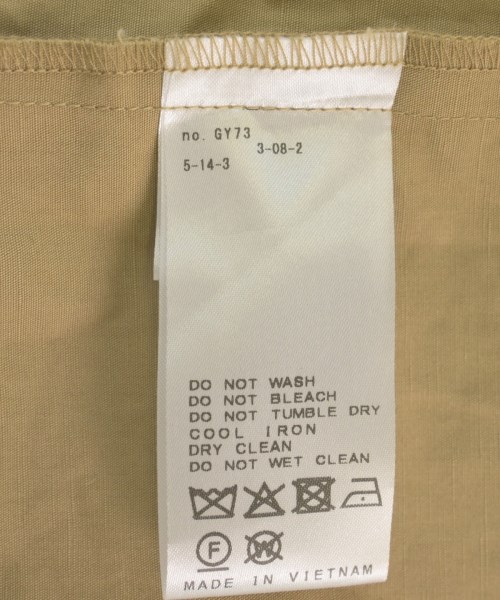 no. GY73
3-08-2
5-14-3
DO NOT WASH
DO NOT BLEACH
DO NOT TUMBLE DRY
COOL IRON
DRY CLEAN
DO NOT WET CLEAN
F W
MADE IN VIETNAM